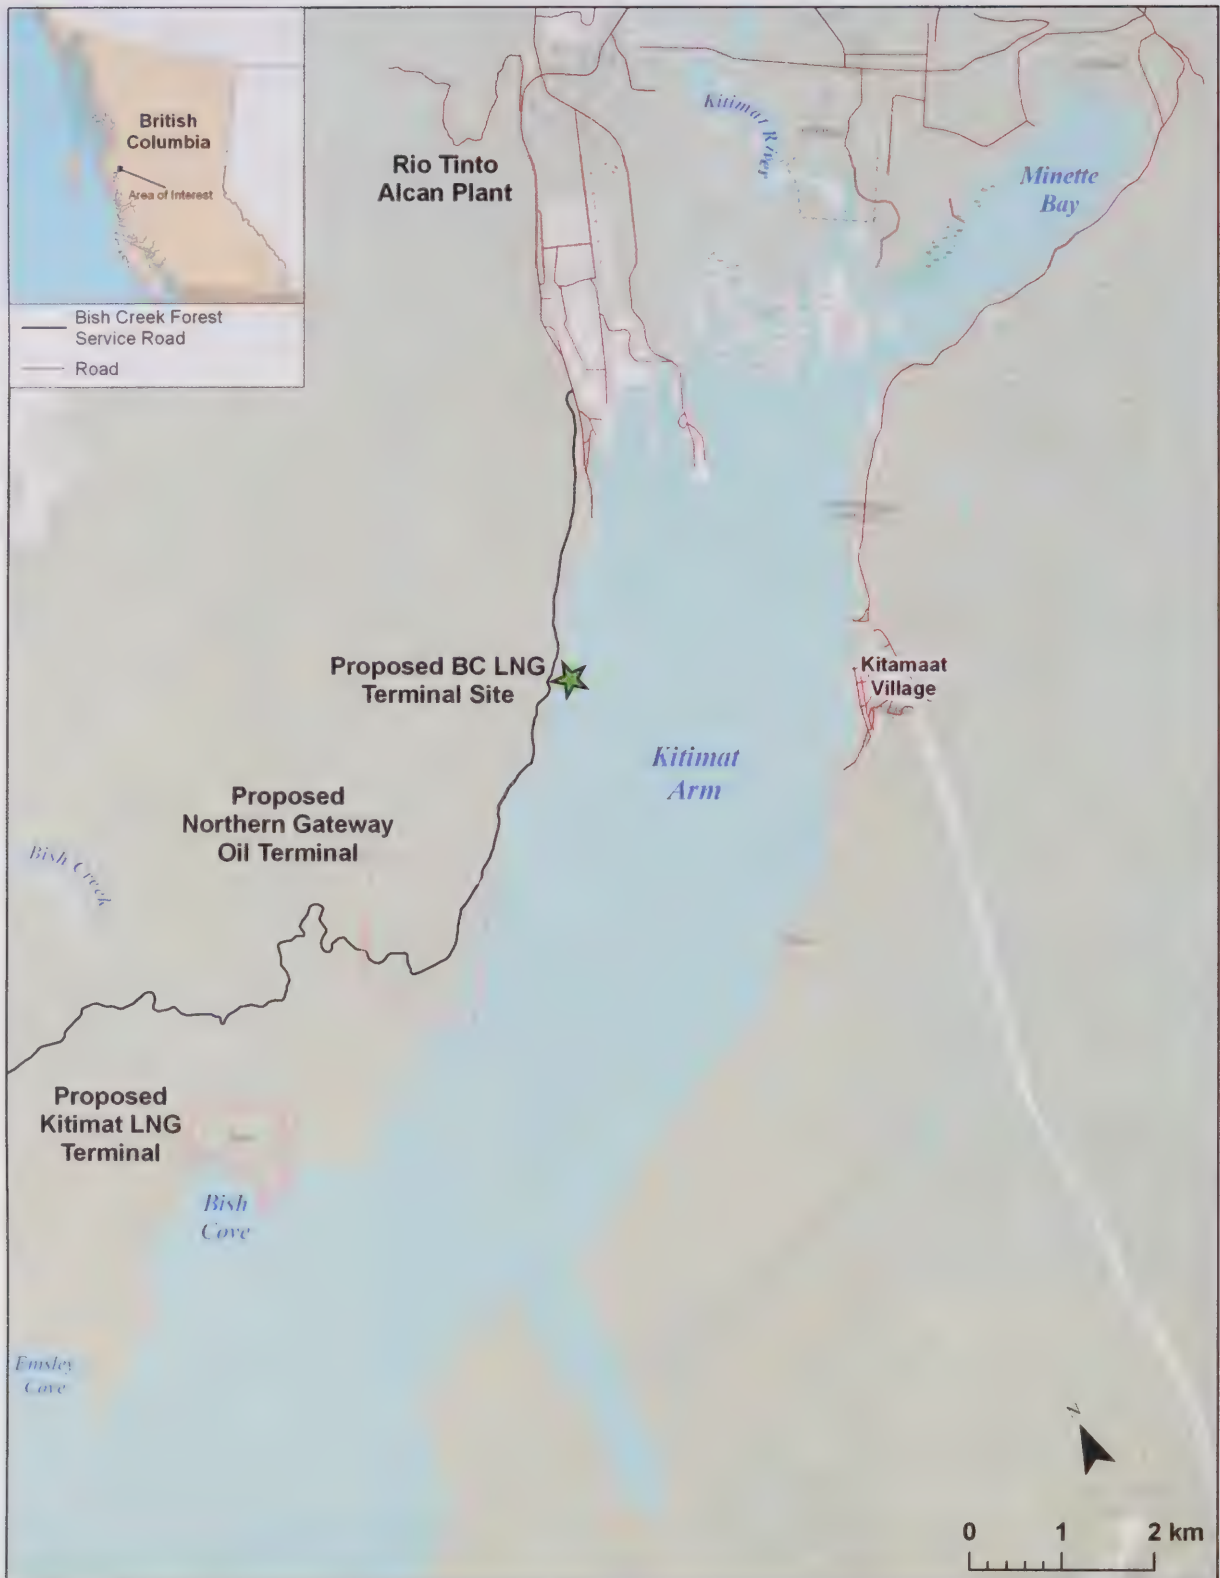 British
Columbia
Area of Interest
Bish Creek Forest
Service Road
Road
Rio Tinto
Alcan Plant
Kitimat River
Minette
Bay
Proposed BC LNG
Terminal Site
Kitamaat
Village
Kitimat
Arm
Proposed
Northern Gateway
Oil Terminal
Bish Creek
Proposed
Kitimat LNG
Terminal
Bish
Cove
Emsley
Cove
N
0 1 2 km